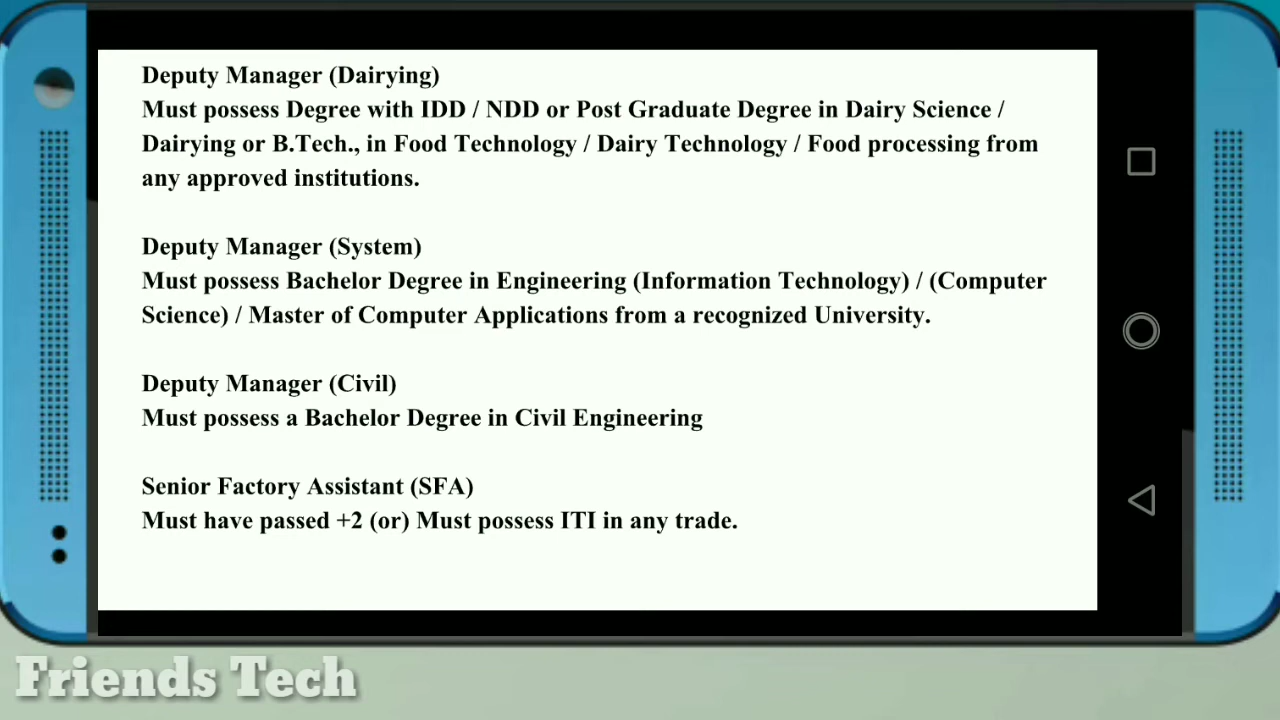 Deputy Manager (Dairying)
Must possess Degree with IDD / NDD or Post Graduate Degree in Dairy Science /
Dairying or B.Tech., in Food Technology / Dairy Technology / Food processing from
any approved institutions.
Deputy Manager (System)
Must possess Bachelor Degree in Engineering (Information Technology) / (Computer
Science) / Master of Computer Applications from a recognized University.
Deputy Manager (Civil)
Must possess a Bachelor Degree in Civil Engineering
Senior Factory Assistant (SFA)
Must have passed +2 (or) Must possess ITI in any trade.
Friends Tech